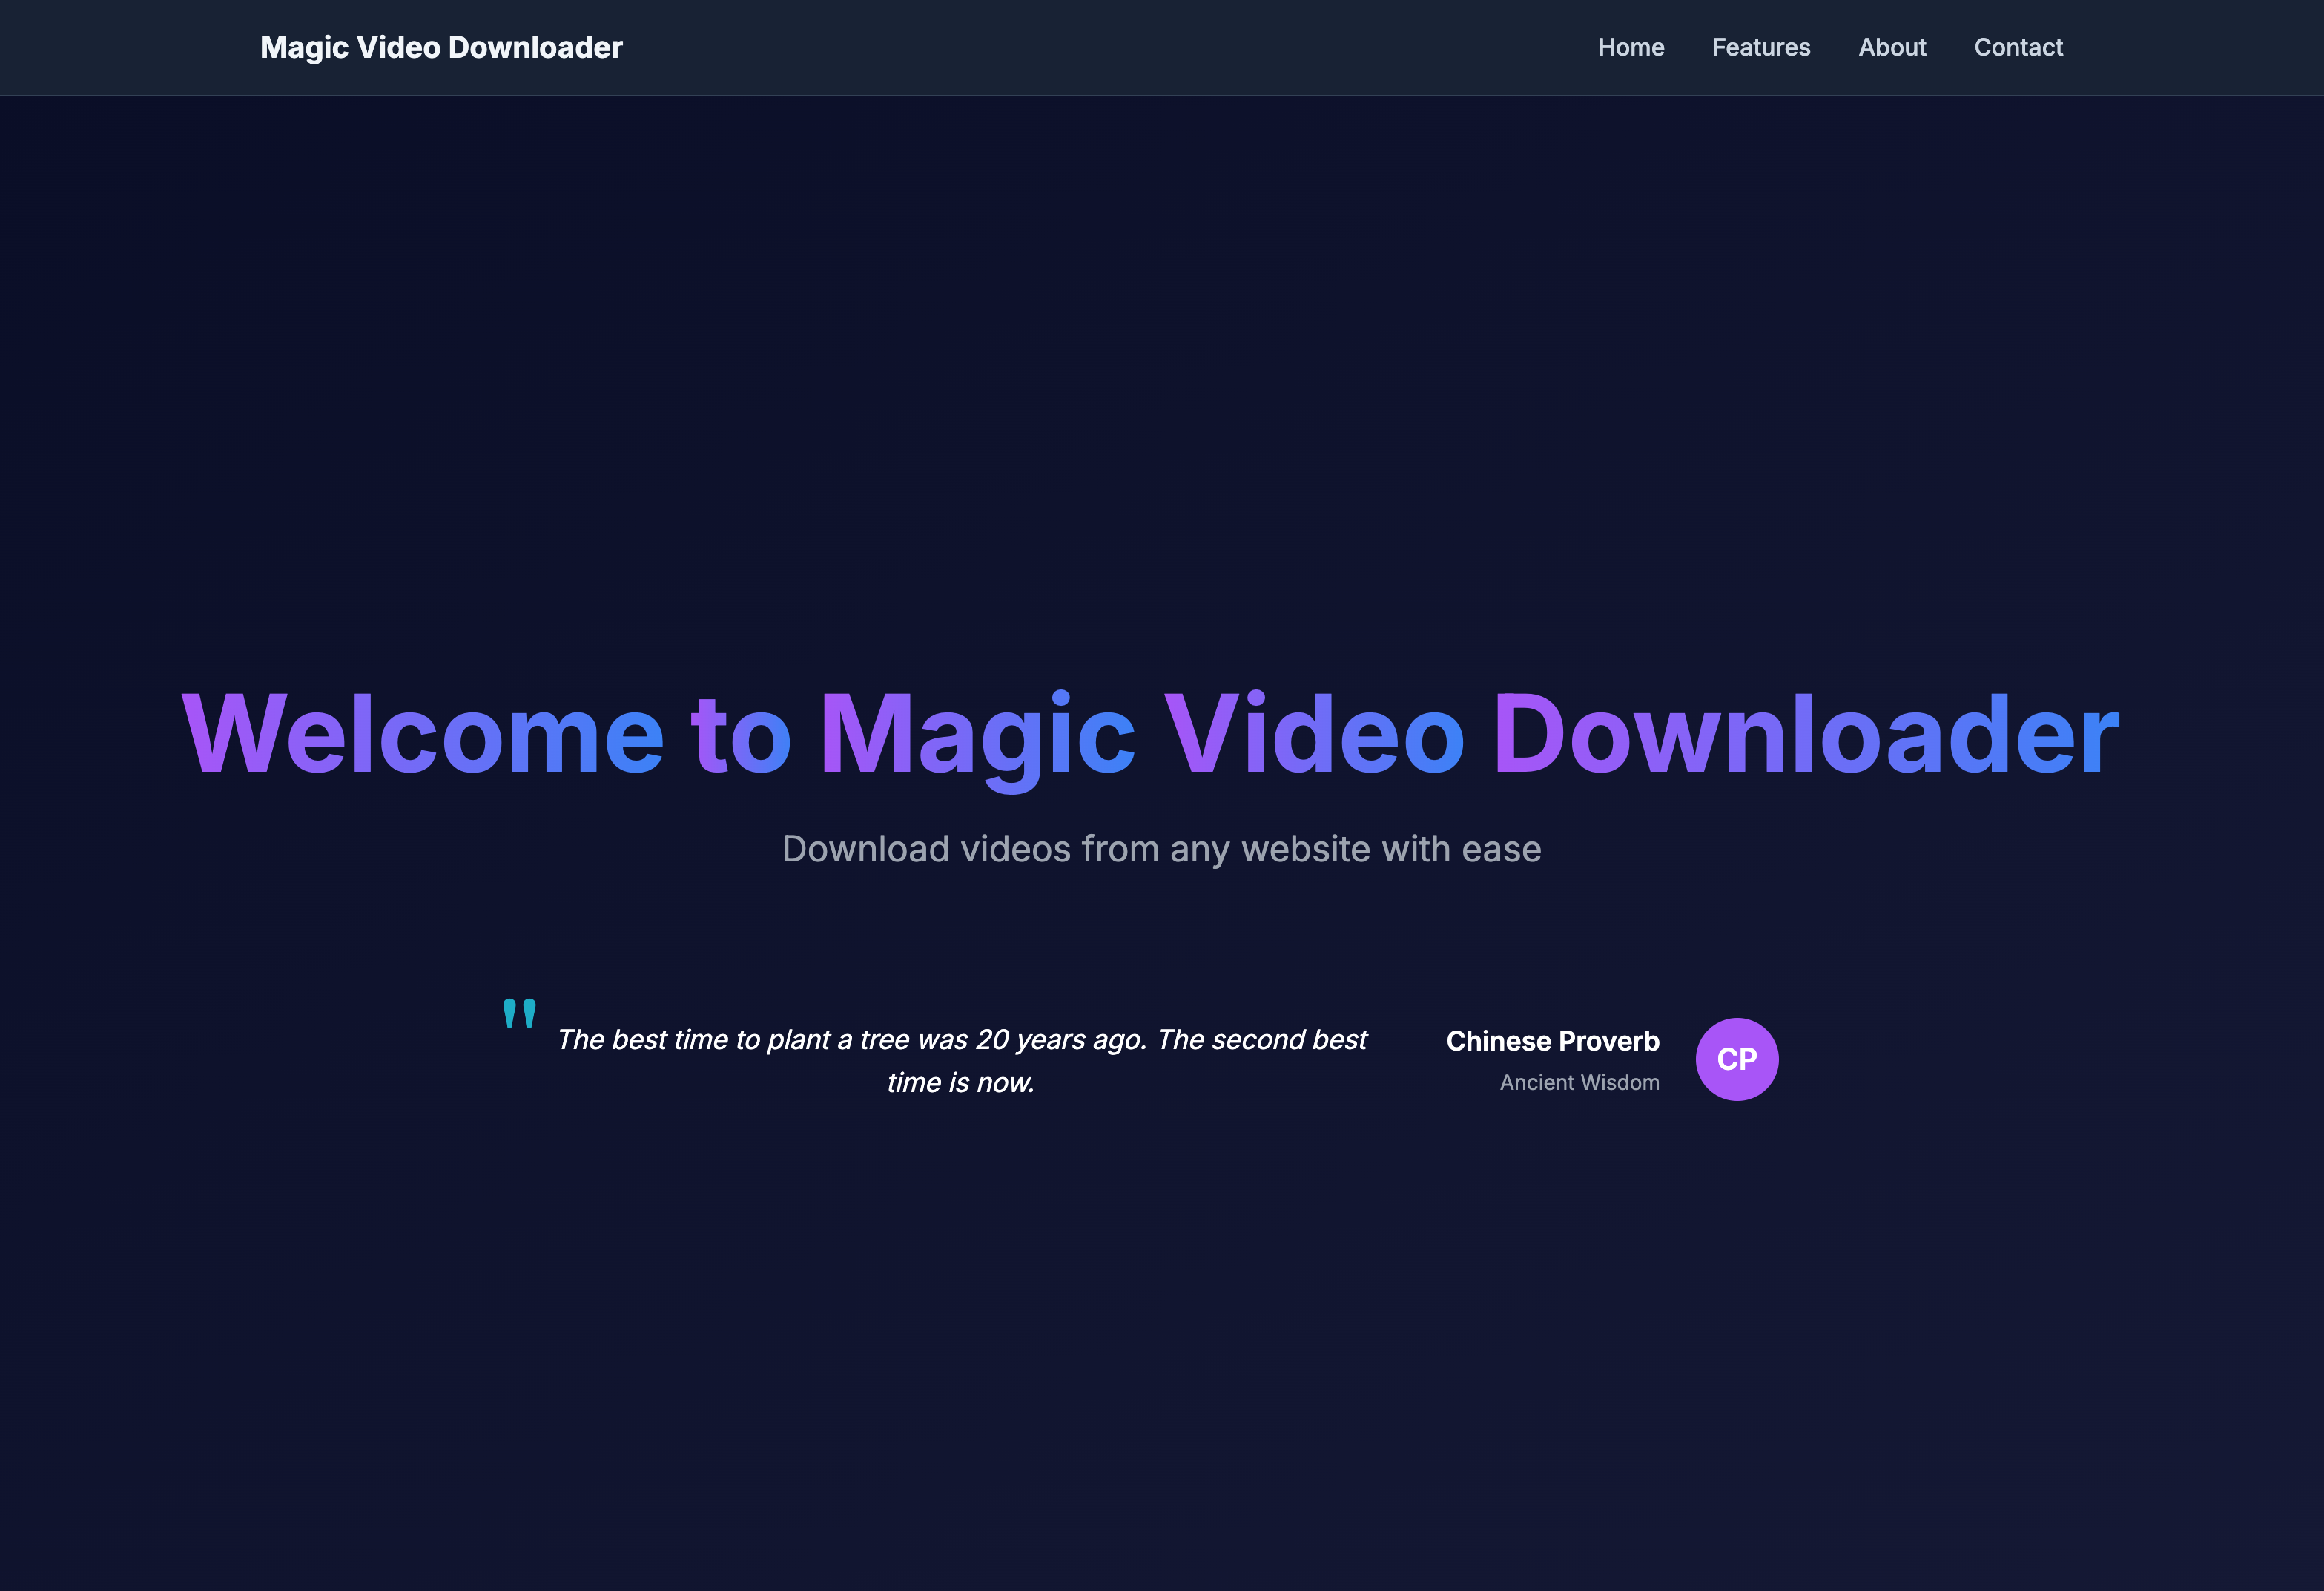 Magic Video Downloader
Home Features About Contact
Welcome to Magic Video Downloader
Download videos from any website with ease
"
The best time to plant a tree was 20 years ago. The second best
time is now.
Chinese Proverb
Ancient Wisdom
CP